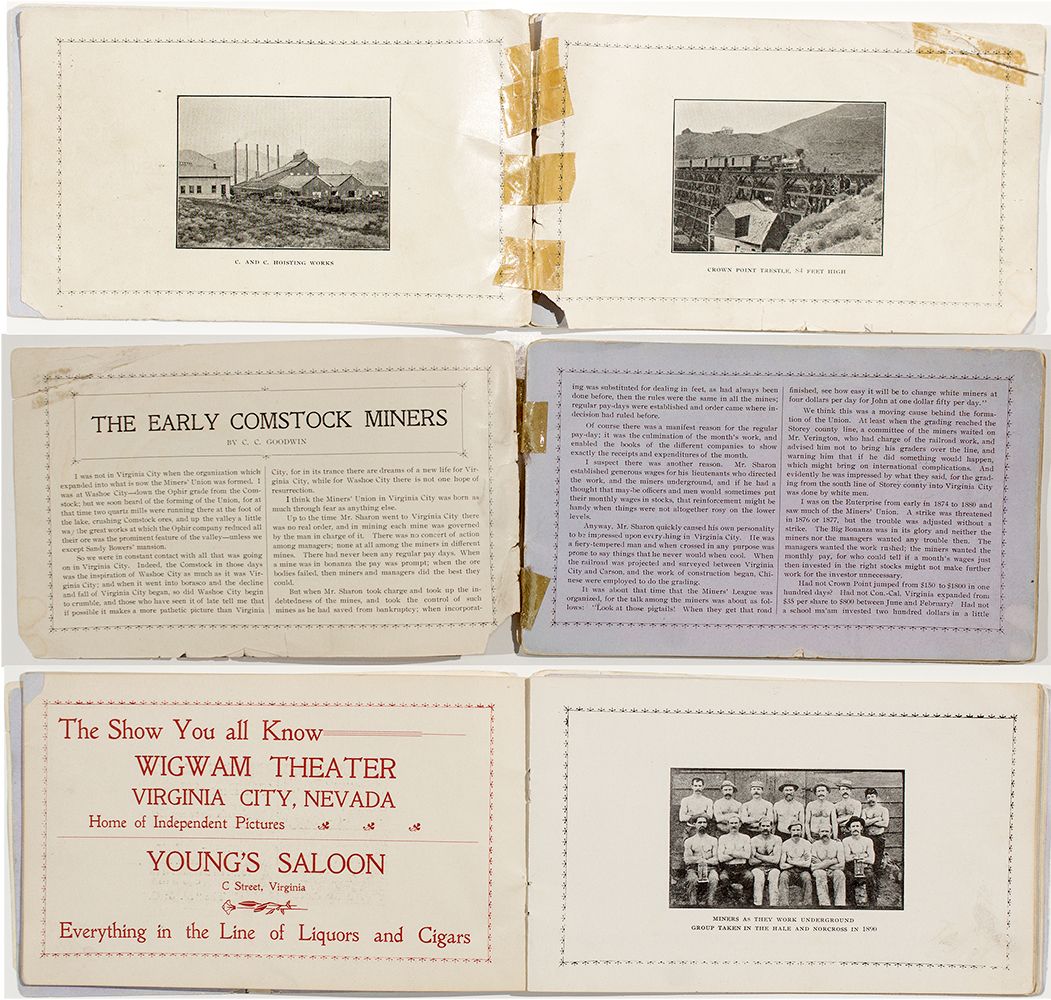 C. AND C. HOISTING WORKS
CROWN POINT TRESTLE, 84 FEET HIGH
THE EARLY COMSTOCK MINERS
BY C. C. GOODWIN
I was not in Virginia City when the organization which
expanded into what is now the Miners' Union was formed. I
was at Washoe City—down the Ophir grade from the Com-
stock; but we soon heard of the forming of the Union, for at
that time two quartz mills were running there at the foot of
the lake, crushing Comstock ores, and up the valley a little
way the great works at which the Ophir company reduced all
their ore was the prominent feature of the valley—unless we
except Sandy Bowers' mansion.
So we were in constant contact with all that was going
on in Virginia City. Indeed, the Comstock in those days
was the inspiration of Washoe City as much as it was Vir-
ginia City; and when it went into borrasca and the decline
and fall of Virginia City began, so did Washoe City begin
to crumble, and those who have seen it of late tell me that
if possible it makes a more pathetic picture than Virginia
City, for in its trance there are dreams of a new life for Vir-
ginia City, while for Washoe City there is not one hope of
resurrection.
I think the Miners' Union in Virginia City was born as
much through fear as anything else.
Up to the time Mr. Sharon went to Virginia City there
was no real order, and in mining each mine was governed
by the man in charge of it. There was no concert of action
among managers; none at all among the miners in different
mines. There had never been any regular pay days. When
a mine was in bonanza the pay was prompt; when the ore
bodies failed, then miners and managers did the best they
could.
But when Mr. Sharon took charge and took up the in-
debtedness of the mines, and took the control of such
mines as he had saved from bankruptcy; when incorporat-
ing was substituted for dealing in feet, as had always been
done before, then the rules were the same in all the mines;
regular pay-days were established and order came where in-
decision had ruled before.
Of course there was a manifest reason for the regular
pay-day; it was the culmination of the month's work, and
enabled the books of the different companies to show
exactly the receipts and expenditures of the month.
I suspect there was another reason. Mr. Sharon
established generous wages for his lieutenants who directed
the work, and the miners underground, and if he had a
thought that may-be officers and men would sometimes put
their monthly wages in stocks, that reinforcement might be
handy when things were not altogether rosy on the lower
levels.
Anyway, Mr. Sharon quickly caused his own personality
to be impressed upon everything in Virginia City. He was
a fiery-tempered man and when crossed in any purpose was
prone to say things that he never would when cool. When
the railroad was projected and surveyed between Virginia
City and Carson, and the work of construction began, Chi-
nese were employed to do the grading.
It was about that time that the Miners' League was
organized, for the talk among the miners was about as fol-
lows: "Look at those pigtails! When they get that road
finished, see how easy it will be to change white miners at
four dollars per day for John at one dollar fifty per day."
We think this was a moving cause behind the forma-
tion of the Union. At least when the grading reached the
Storey county line, a committee of the miners waited on
Mr. Yerington, who had charge of the railroad work, and
advised him not to bring his graders over the line, and
warning him that if he did something would happen,
which might bring on international complications. And
evidently he was impressed by what they said, for the grad-
ing from the south line of Storey county into Virginia City
was done by white men.
I was on the Enterprise from early in 1874 to 1880 and
saw much of the Miners' Union. A strike was threatened
in 1876 or 1877, but the trouble was adjusted without a
strike. The Big Bonanza was in its glory and neither the
miners nor the managers wanted any trouble then. The
managers wanted the work rushed; the miners wanted the
monthly pay, for who could tell if a month's wages just
then invested in the right stocks might not make further
work for the investor unnecessary.
Had not Crown Point jumped from $150 to $1800 in one
hundred days? Had not Con.-Cal. Virginia expanded from
$35 per share to $800 between June and February? Had not
a school ma'am invested two hundred dollars in a little
The Show You all Know
WIGWAM THEATER
VIRGINIA CITY, NEVADA
Home of Independent Pictures
YOUNG'S SALOON
C Street, Virginia
Everything in the Line of Liquors and Cigars
MINERS AS THEY WORK UNDERGROUND
GROUP TAKEN IN THE HALE AND NORCROSS IN 1890